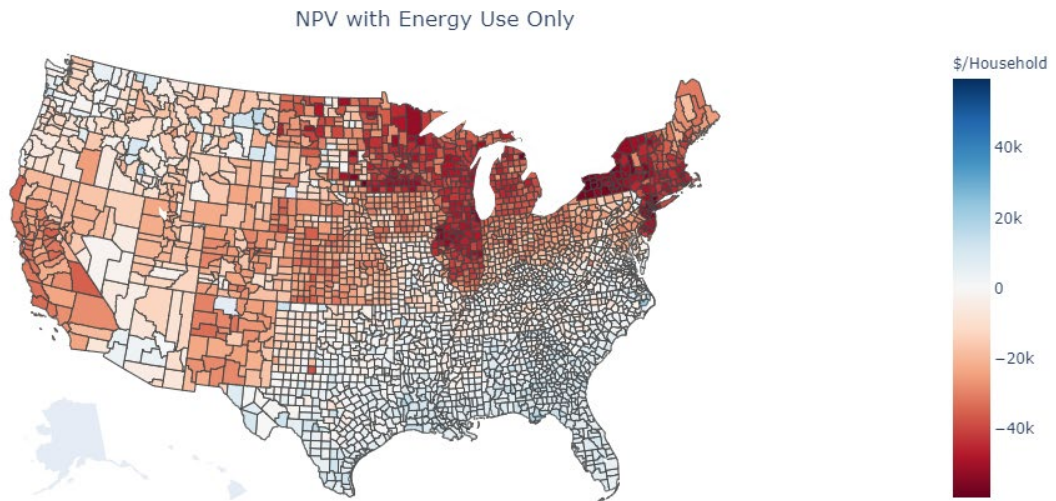 NPV with Energy Use Only
$/Household
40k
20k
0
−20k
−40k